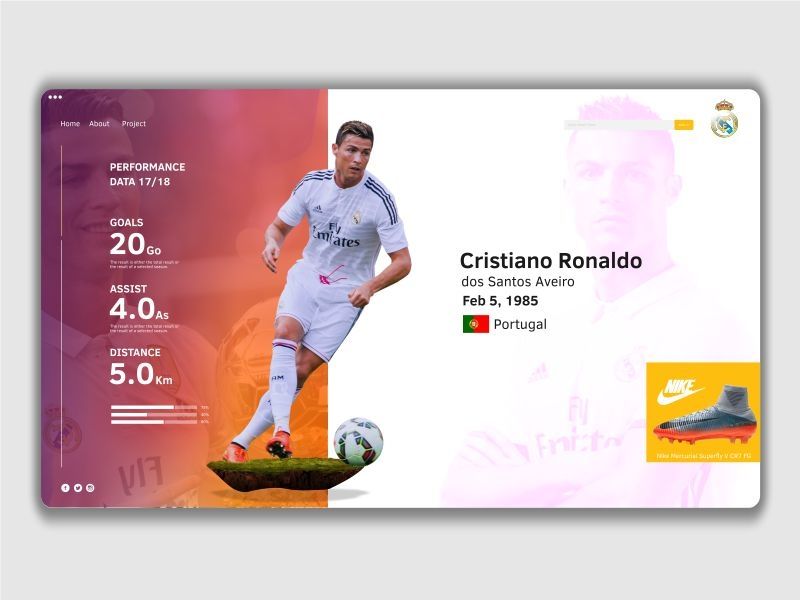 Home About Project
PERFORMANCE
DATA 17/18
GOALS
20Go
The result is either the total result or
the result of a selected season.
ASSIST
4.0As
The result is either the total result or
the result of a selected season.
DISTANCE
5.0Km
Fly
Emirates
Cristiano Ronaldo
dos Santos Aveiro
Feb 5, 1985
Portugal
NIKE
Nike Mercurial Superfly V CR7 FG
Fly